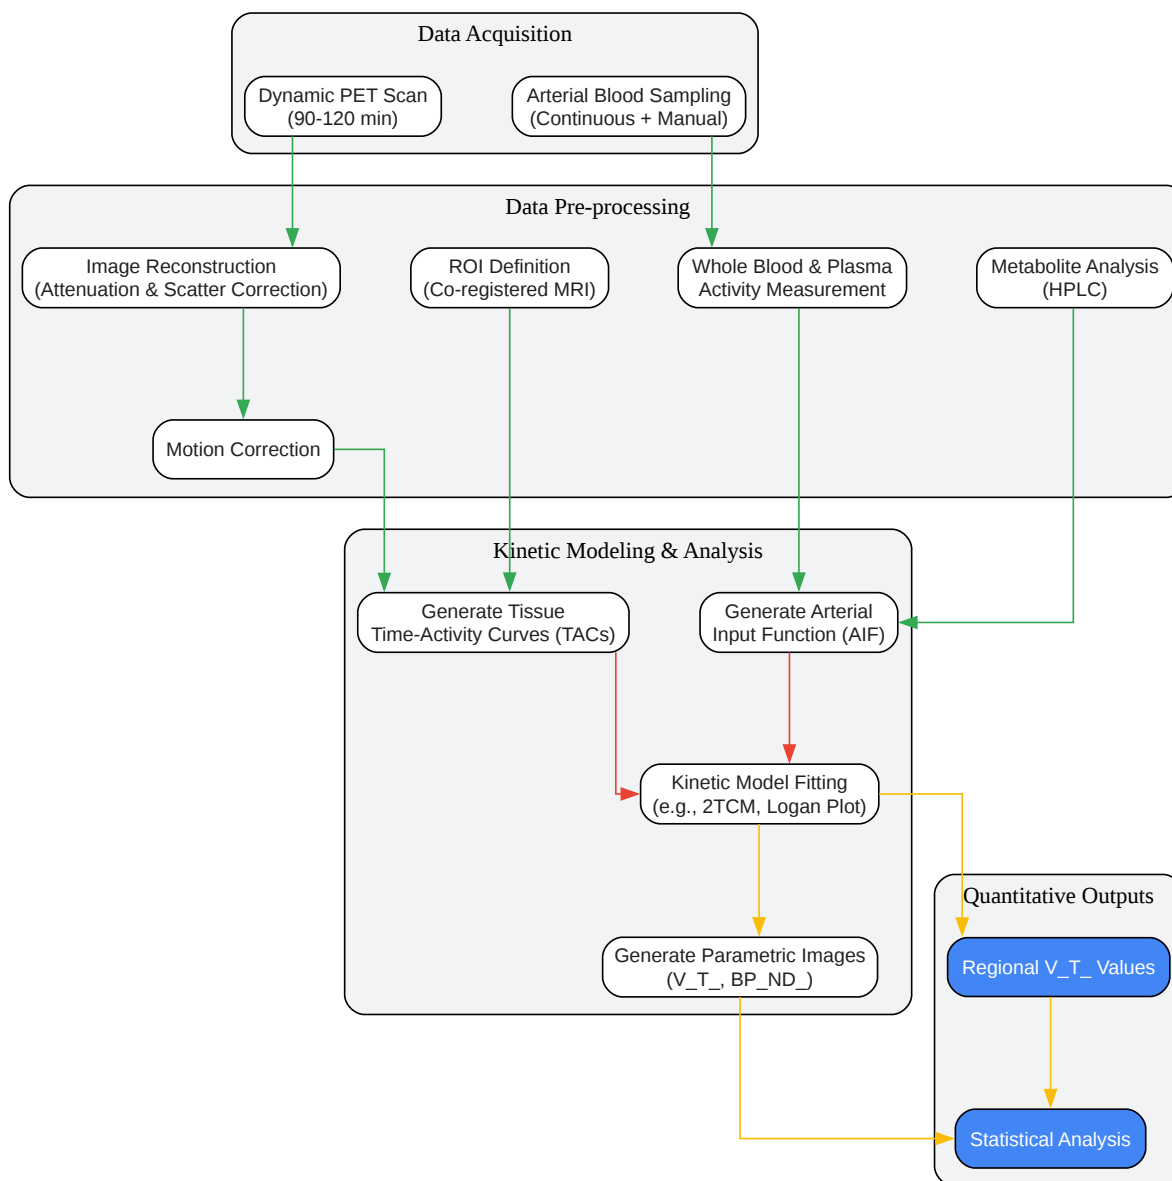 Data Acquisition
Dynamic PET Scan
(90-120 min)
Arterial Blood Sampling
(Continuous + Manual)
Data Pre-processing
Image Reconstruction
(Attenuation & Scatter Correction)
ROI Definition
(Co-registered MRI)
Whole Blood & Plasma
Activity Measurement
Metabolite Analysis
(HPLC)
Motion Correction
Kinetic Modeling & Analysis
Generate Tissue
Time-Activity Curves (TACs)
Generate Arterial
Input Function (AIF)
Kinetic Model Fitting
(e.g., 2TCM, Logan Plot)
Generate Parametric Images
(V_T_, BP_ND_)
Quantitative Outputs
Regional V_T_ Values
Statistical Analysis